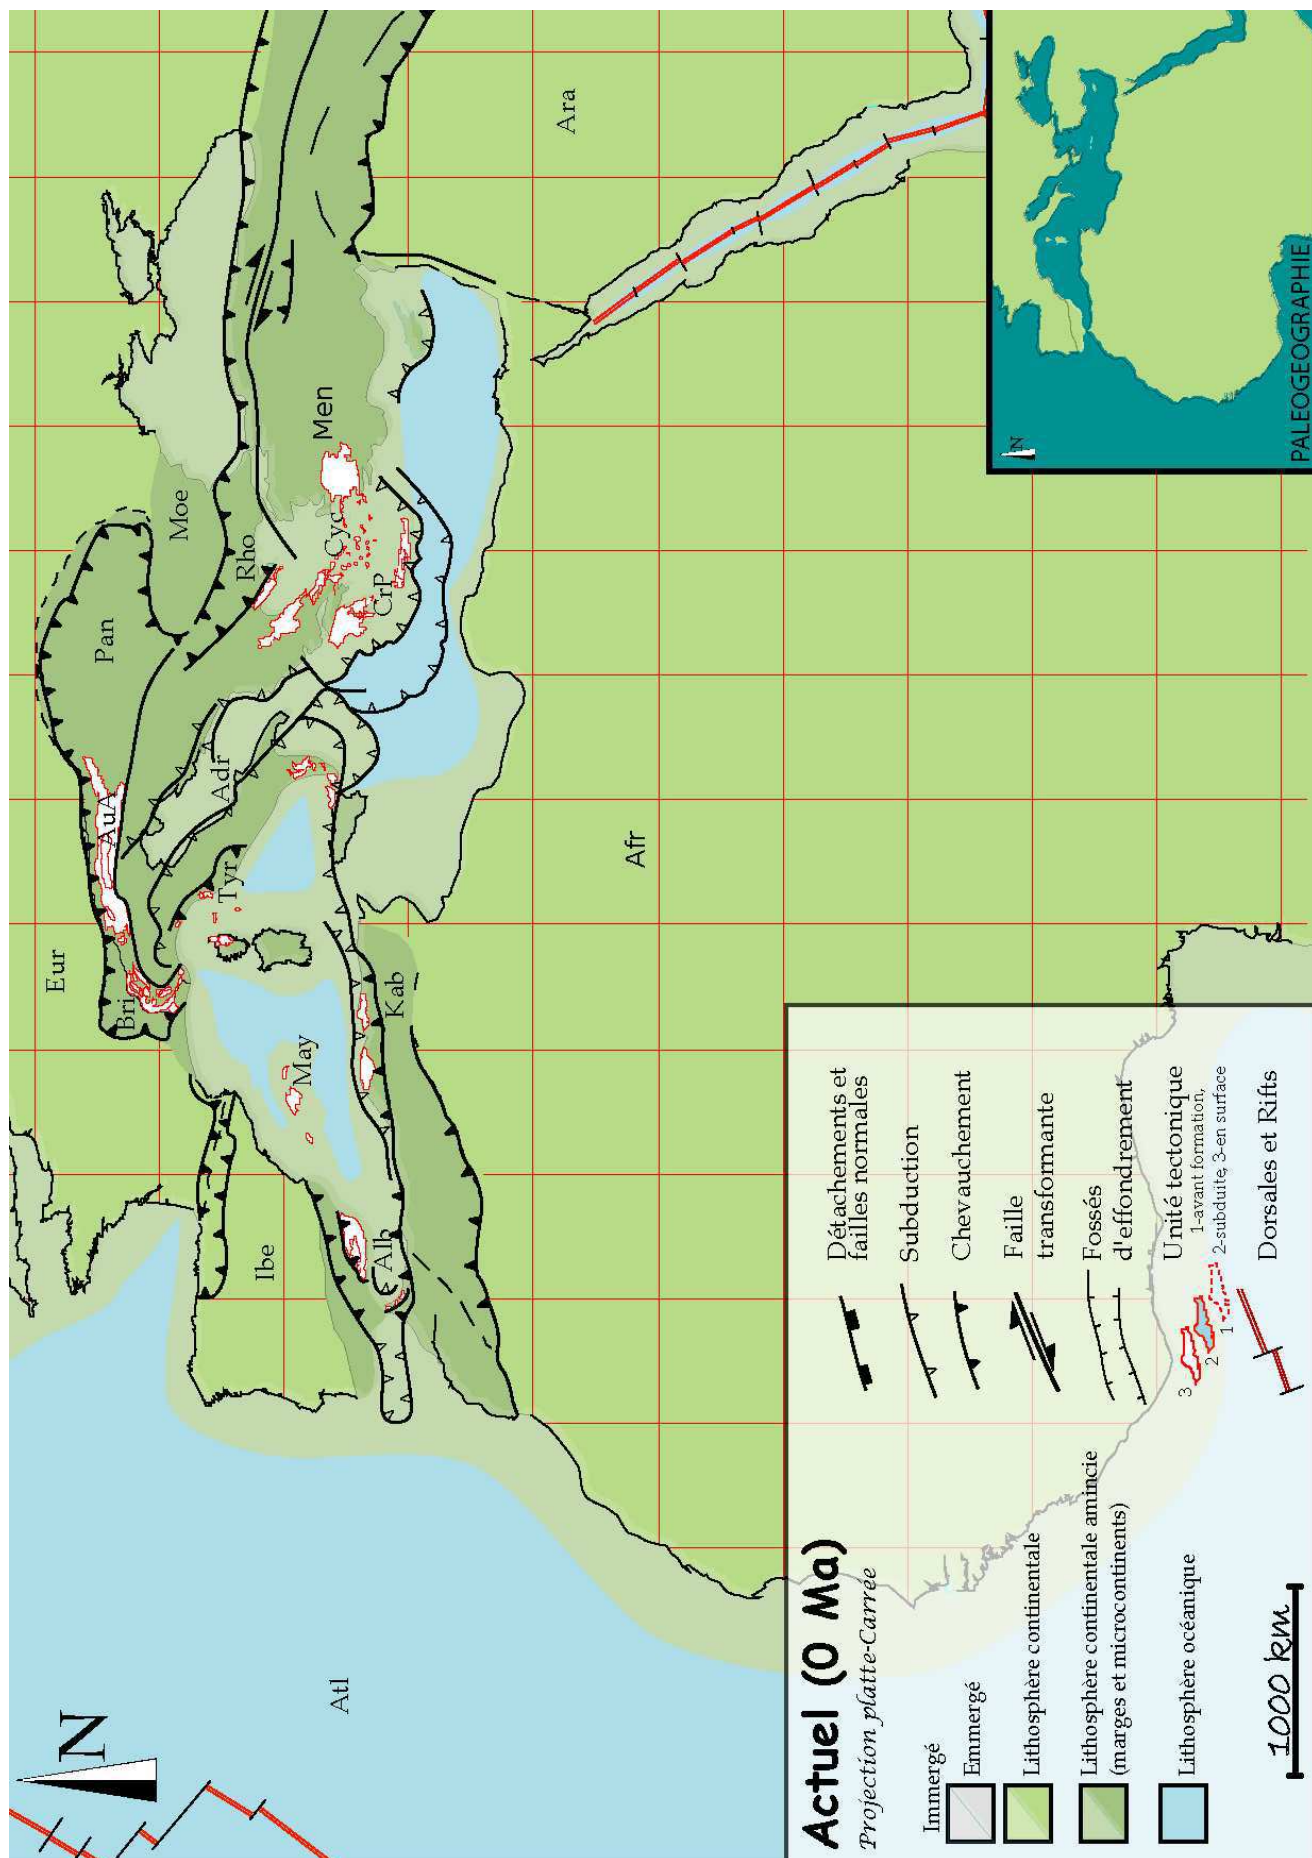 N
Atl
Eur
Ibe
Alb
May
Kab
Bri
AuA
Tyr
Adr
Pan
Moe
Rho
Men
Cyc
CrP
Ara
Afr
Actuel (0 Ma)
Projection platte-Carrée
Immergé
Emmergé
Lithosphère continentale
Lithosphère continentale amincie
(marges et microcontinents)
Lithosphère océanique
1000 km
Détachements et
failles normales
Subduction
Chevauchement
Faille
transformante
Fossés
d'effondrement
Unité tectonique
1-avant formation,
2-subduite, 3-en surface
3
2
1
Dorsales et Rifts
N
PALEOGEOGRAPHIE